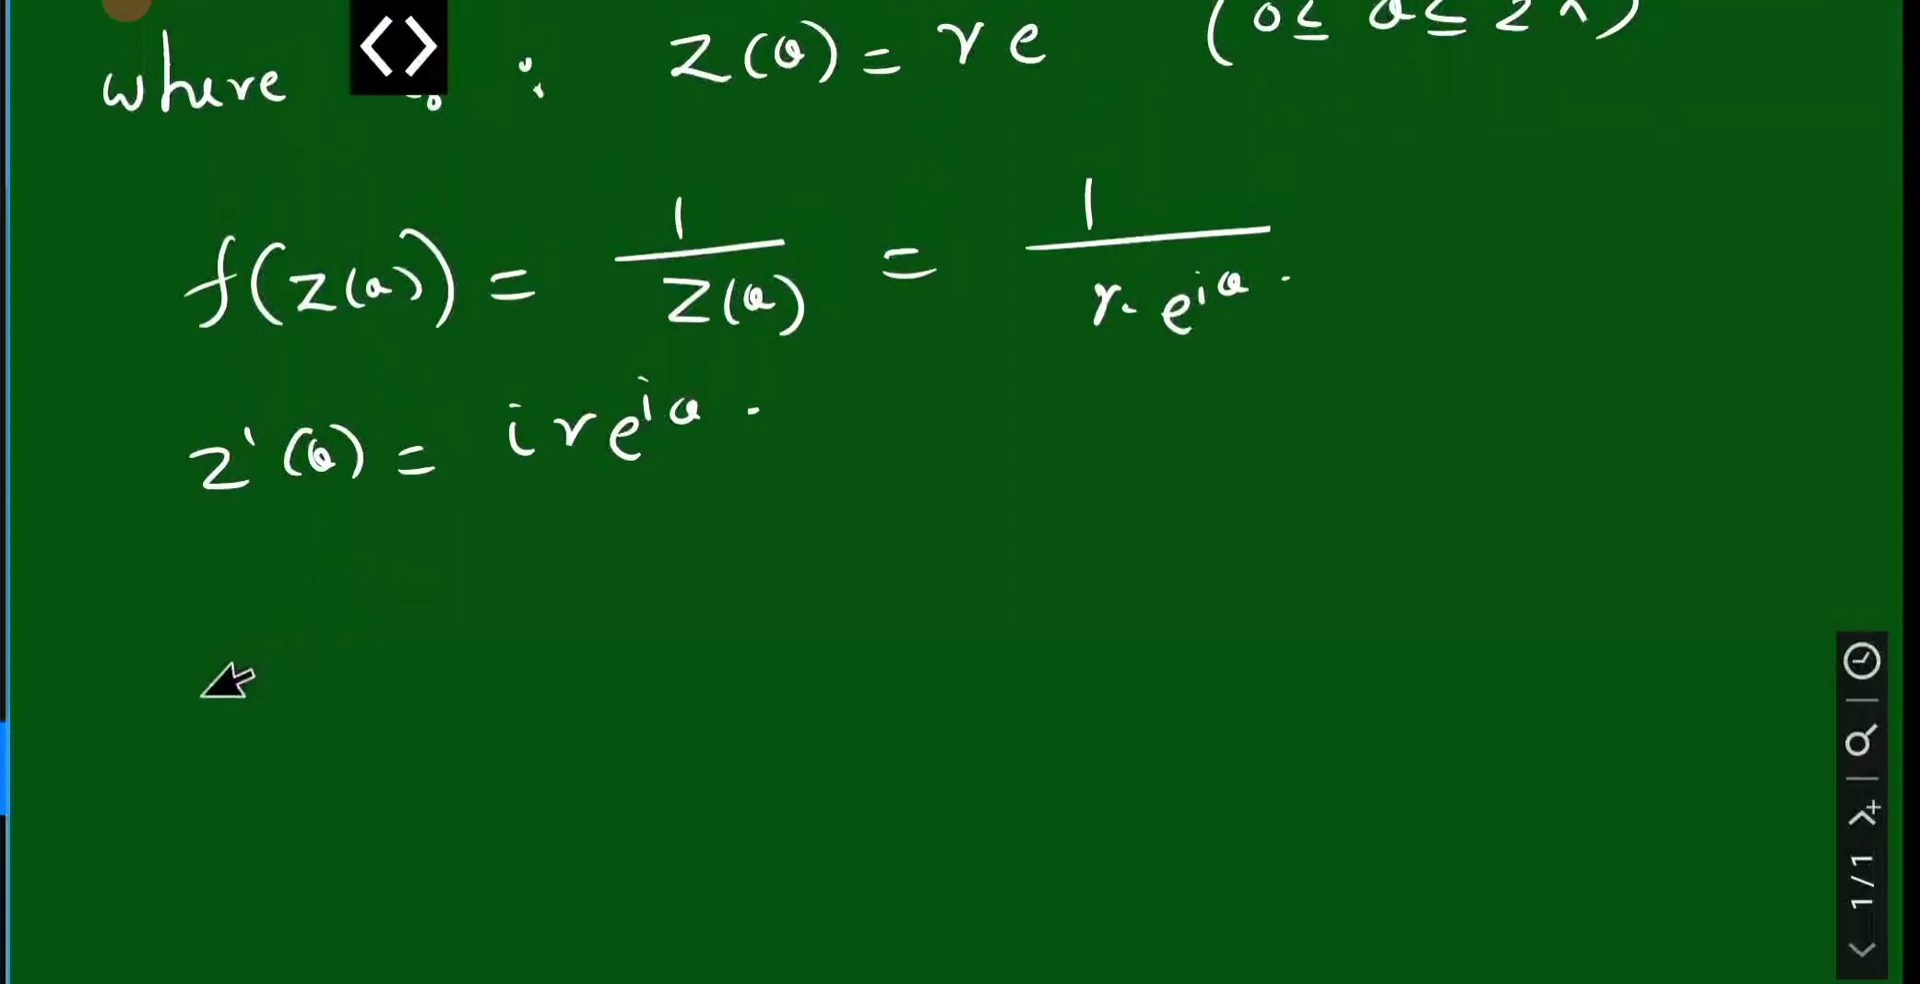 where : z(θ) = re (0 ≤ θ ≤ 2π)
f(z(θ)) = 1/z(θ) = 1/r.e^{iθ}.
z'(θ) = ire^{iθ}.
< 1/1